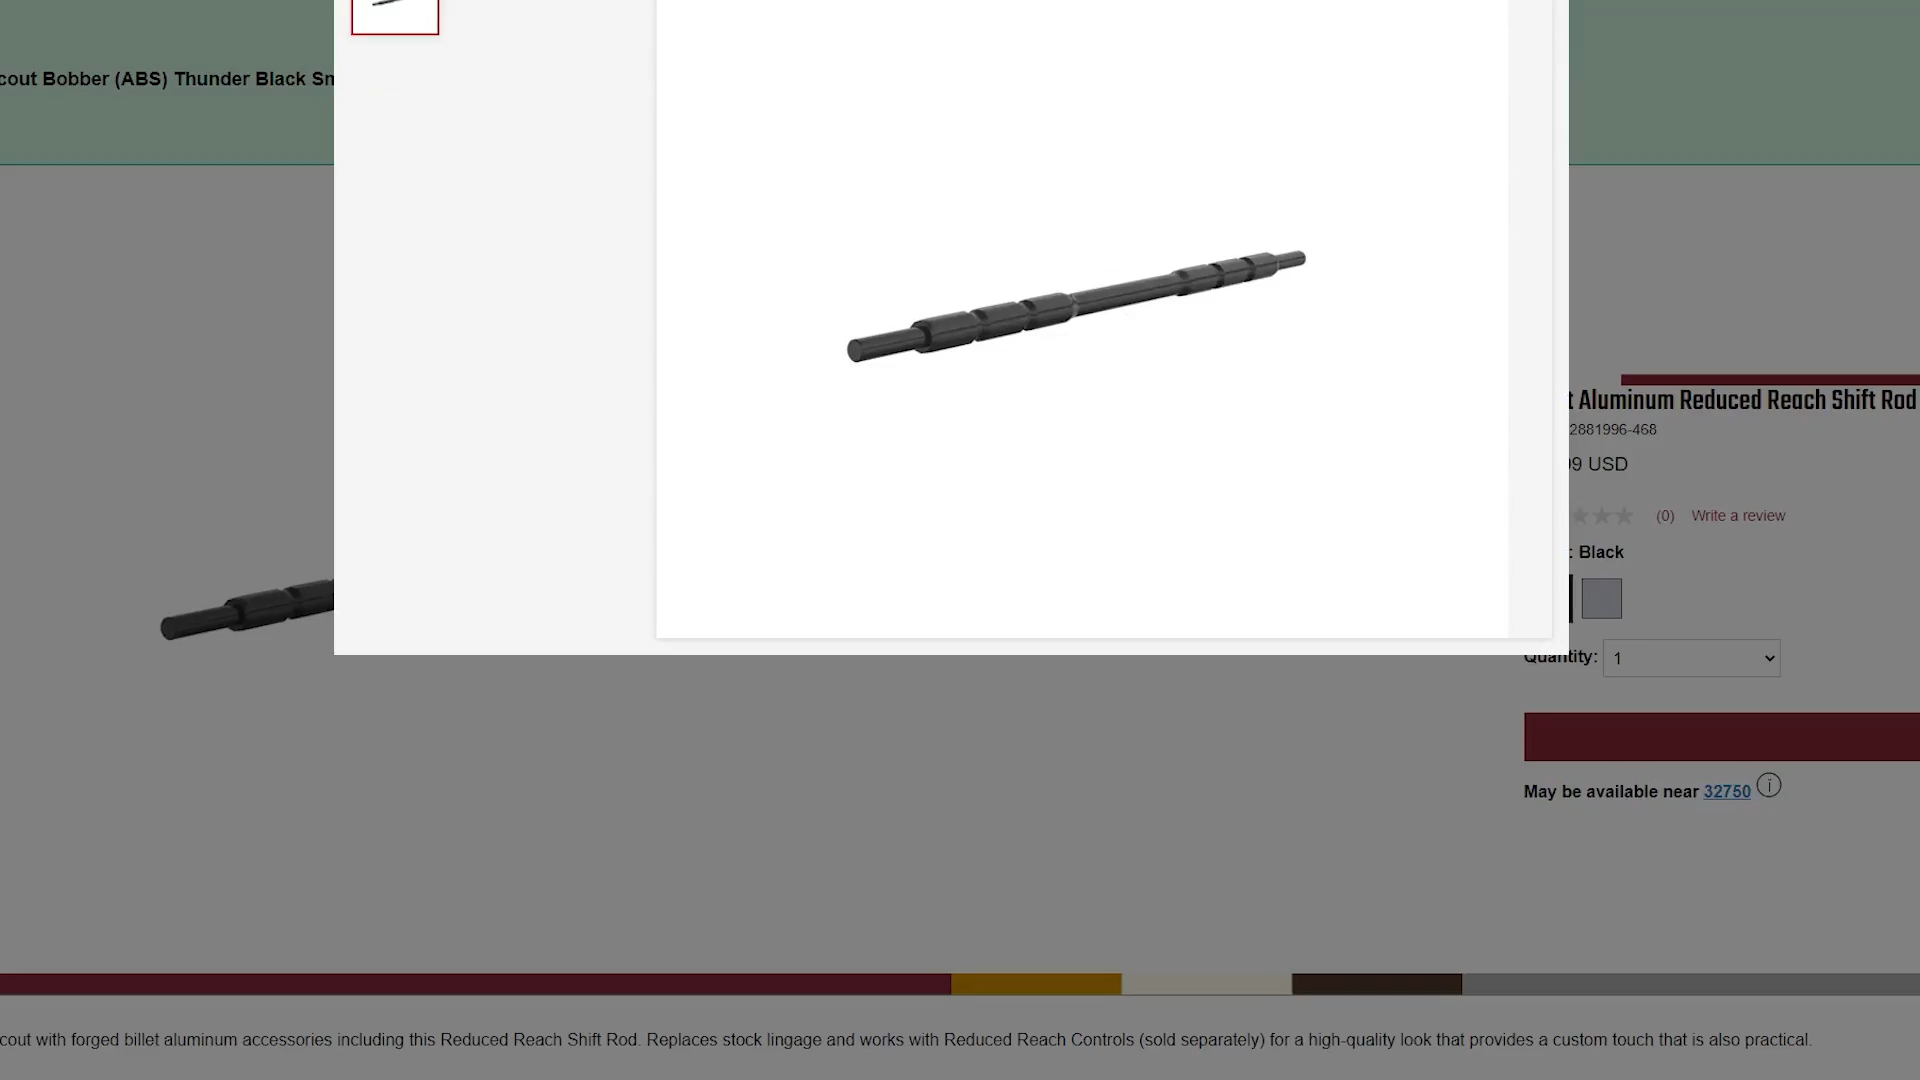 cout Bobber (ABS) Thunder Black Sm
t Aluminum Reduced Reach Shift Rod
2881996-468
99 USD
(0) Write a review
: Black
Quantity: 1
May be available near 32750
cout with forged billet aluminum accessories including this Reduced Reach Shift Rod. Replaces stock lingage and works with Reduced Reach Controls (sold separately) for a high-quality look that provides a custom touch that is also practical.